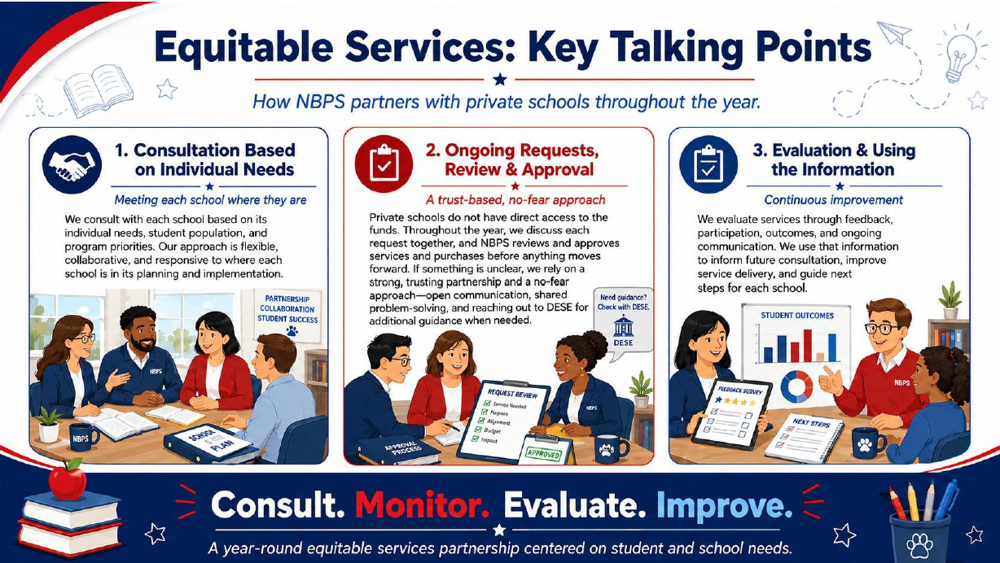 Equitable Services: Key Talking Points
How NBPS partners with private schools throughout the year.
1. Consultation Based
on Individual Needs
Meeting each school where they are
We consult with each school based on its
individual needs, student population, and
program priorities. Our approach is flexible,
collaborative, and responsive to where each
school is in its planning and implementation.
PARTNERSHIP
COLLABORATION
STUDENT SUCCESS
NBPS
NBPS
SCHOOL
PLAN
2. Ongoing Requests,
Review & Approval
A trust-based, no-fear approach
Private schools do not have direct access to the
funds. Throughout the year, we discuss each
request together, and NBPS reviews and approves
services and purchases before anything moves
forward. If something is unclear, we rely on a
strong, trusting partnership and a no-fear
approach—open communication, shared
problem-solving, and reaching out to DESE for
additional guidance when needed.
Need guidance?
Check with DESE.
DESE
NBPS
REQUEST REVIEW
Service Needed
Purpose
Alignment
Budget
Impact
APPROVAL
PROCESS
APPROVED
3. Evaluation & Using
the Information
Continuous improvement
We evaluate services through feedback,
participation, outcomes, and ongoing
communication. We use that information
to inform future consultation, improve
service delivery, and guide next
steps for each school.
STUDENT OUTCOMES
NBPS
FEEDBACK SURVEY
NEXT STEPS
Consult. Monitor. Evaluate. Improve.
A year-round equitable services partnership centered on student and school needs.